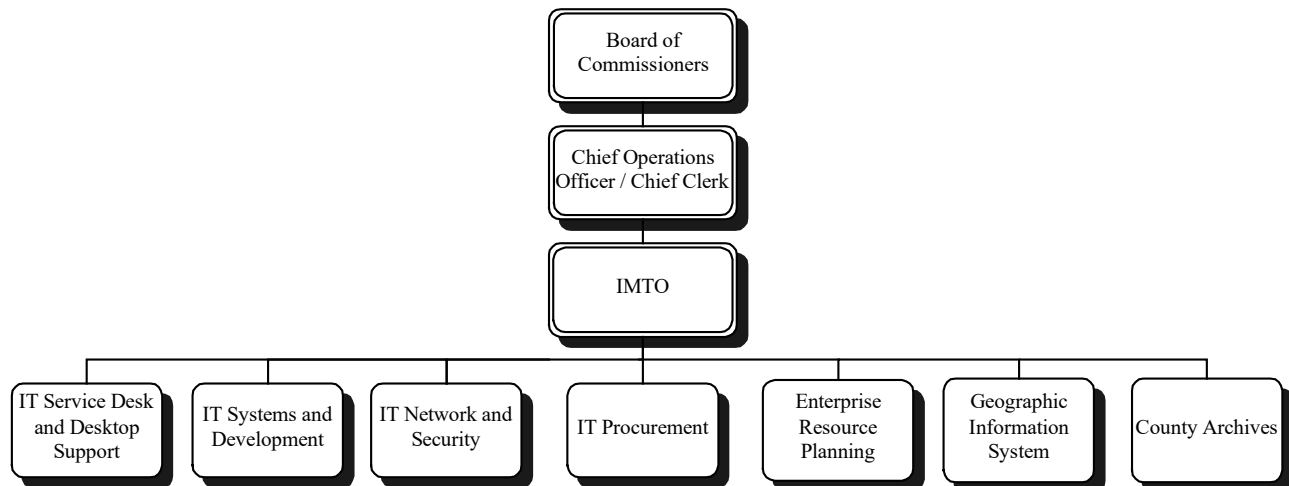 Board of
Commissioners
Chief Operations
Officer / Chief Clerk
IMTO
IT Service Desk
and Desktop
Support
IT Systems and
Development
IT Network and
Security
IT Procurement
Enterprise
Resource
Planning
Geographic
Information
System
County Archives